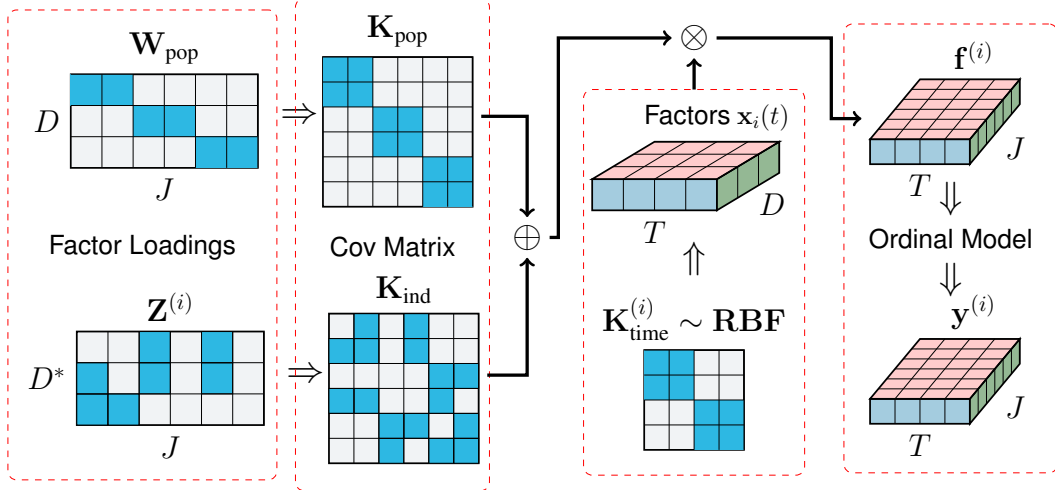 W_pop
D
J
Factor Loadings
Z^(i)
D*
J
⇒
K_pop
Cov Matrix
K_ind
⇒
⊕
⊗
Factors x_i(t)
T
D
⇑
K_time^(i) ∼ RBF
f^(i)
T
J
⇓
Ordinal Model
⇓
y^(i)
T
J